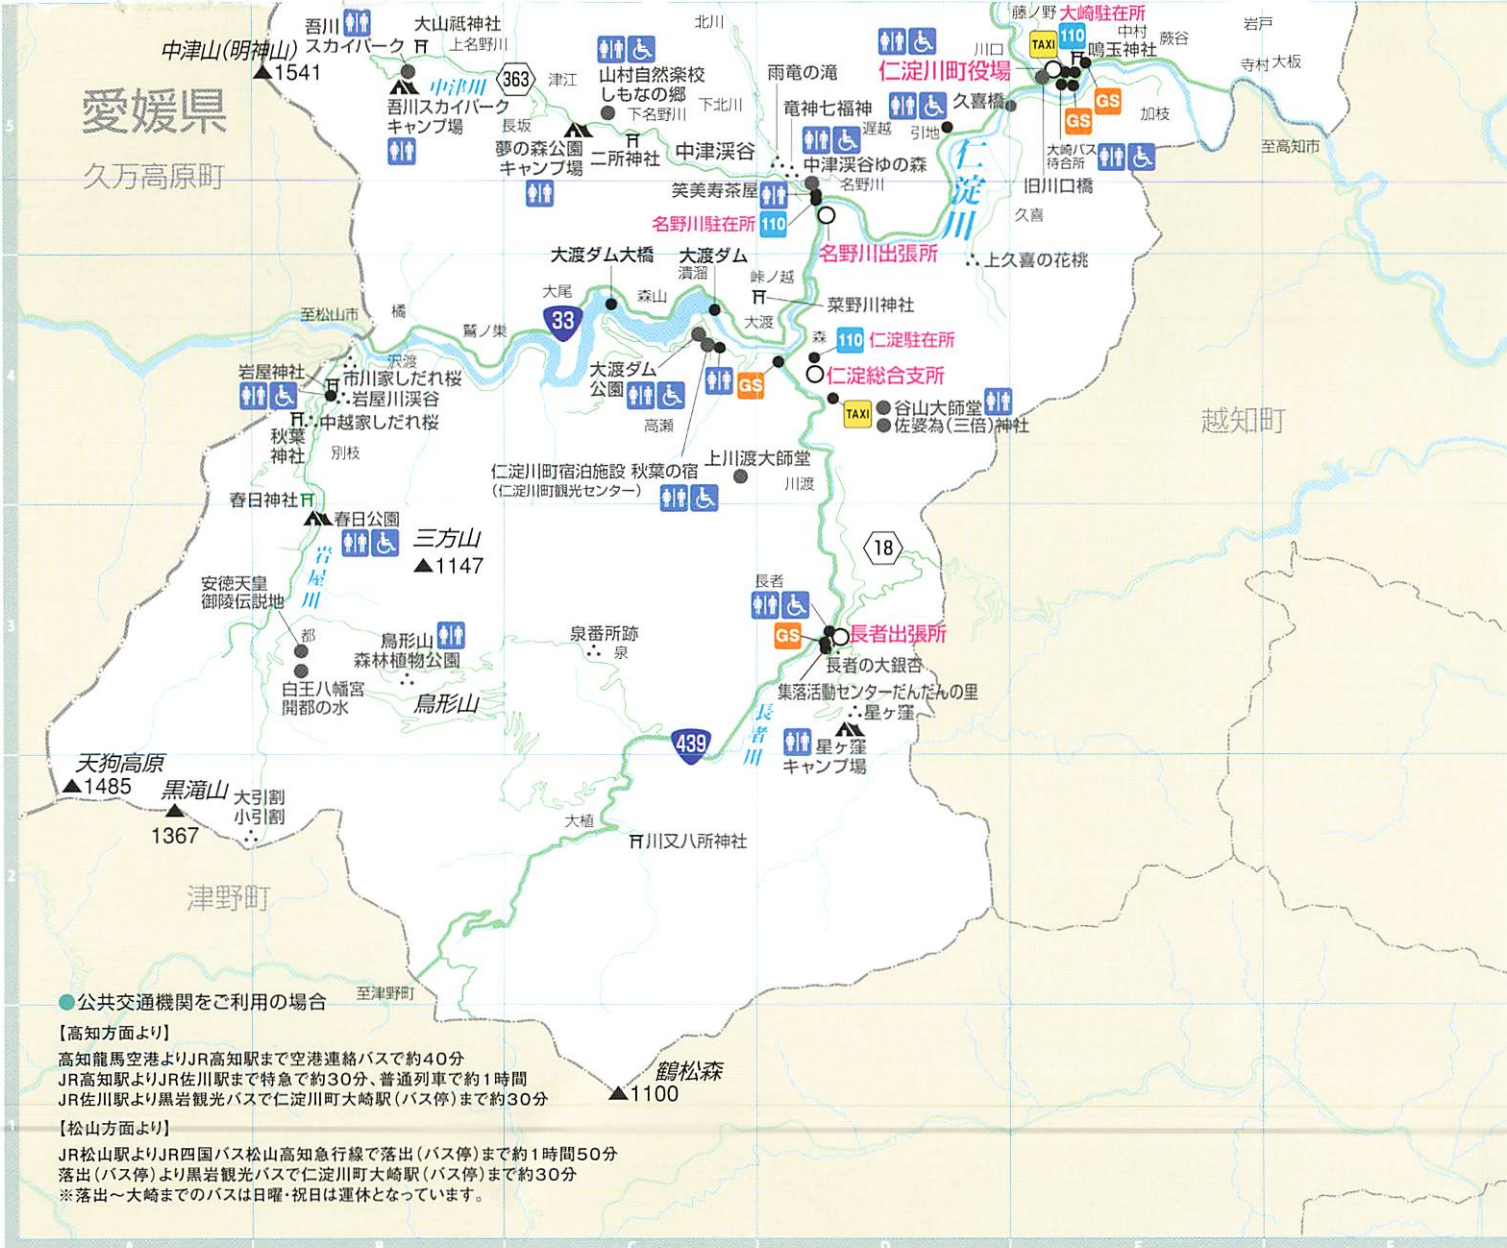 藤ノ野
大崎駐在所
岩戸
吾川
スカイパーク
大山祗神社
上名野川
北川
中津山(明神山)
▲1541
中津川
363
津江
山村自然楽校
しもなの郷
下名野川
下北川
雨竜の滝
竜神七福神
川口
仁淀川町役場
TAXI
110
中村
蕨谷
鳴玉神社
寺村
大板
愛媛県
久万高原町
吾川スカイパーク
キャンプ場
長坂
夢の森公園
キャンプ場
二所神社
中津渓谷
遅越
引地
久喜橋
GS
GS
加枝
至高知市
大崎バス
待合所
旧川口橋
中津渓谷ゆの森
名野川
笑美寿茶屋
仁淀川
久喜
名野川駐在所
110
名野川出張所
上久喜の花桃
大渡ダム大橋
大渡ダム
潰溜
峠ノ越
菜野川神社
大尾
森山
大渡
33
至松山市
橘
鷲ノ巣
森
110
仁淀駐在所
仁淀総合支所
沢渡
岩屋神社
市川家しだれ桜
岩屋川渓谷
中越家しだれ桜
秋葉
神社
別枝
大渡ダム
公園
GS
高瀬
TAXI
谷山大師堂
佐婆為(三倍)神社
越知町
仁淀川町宿泊施設 秋葉の宿
(仁淀川町観光センター)
上川渡大師堂
川渡
春日神社
春日公園
三方山
▲1147
岩屋川
18
安徳天皇
御陵伝説地
都
白王八幡宮
開都の水
鳥形山
森林植物公園
鳥形山
泉番所跡
泉
長者
GS
長者出張所
長者の大銀杏
集落活動センターだんだんの里
星ヶ窪
長者川
星ヶ窪
キャンプ場
439
天狗高原
▲1485
黒滝山
1367
大引割
小引割
大植
川又八所神社
津野町
至津野町
鶴松森
▲1100
●公共交通機関をご利用の場合
【高知方面より】
高知龍馬空港よりJR高知駅まで空港連絡バスで約40分
JR高知駅よりJR佐川駅まで特急で約30分、普通列車で約1時間
JR佐川駅より黒岩観光バスで仁淀川町大崎駅(バス停)まで約30分
【松山方面より】
JR松山駅よりJR四国バス松山高知急行線で落出(バス停)まで約1時間50分
落出(バス停)より黒岩観光バスで仁淀川町大崎駅(バス停)まで約30分
※落出～大崎までのバスは日曜・祝日は運休となっています。
5
4
3
2
1